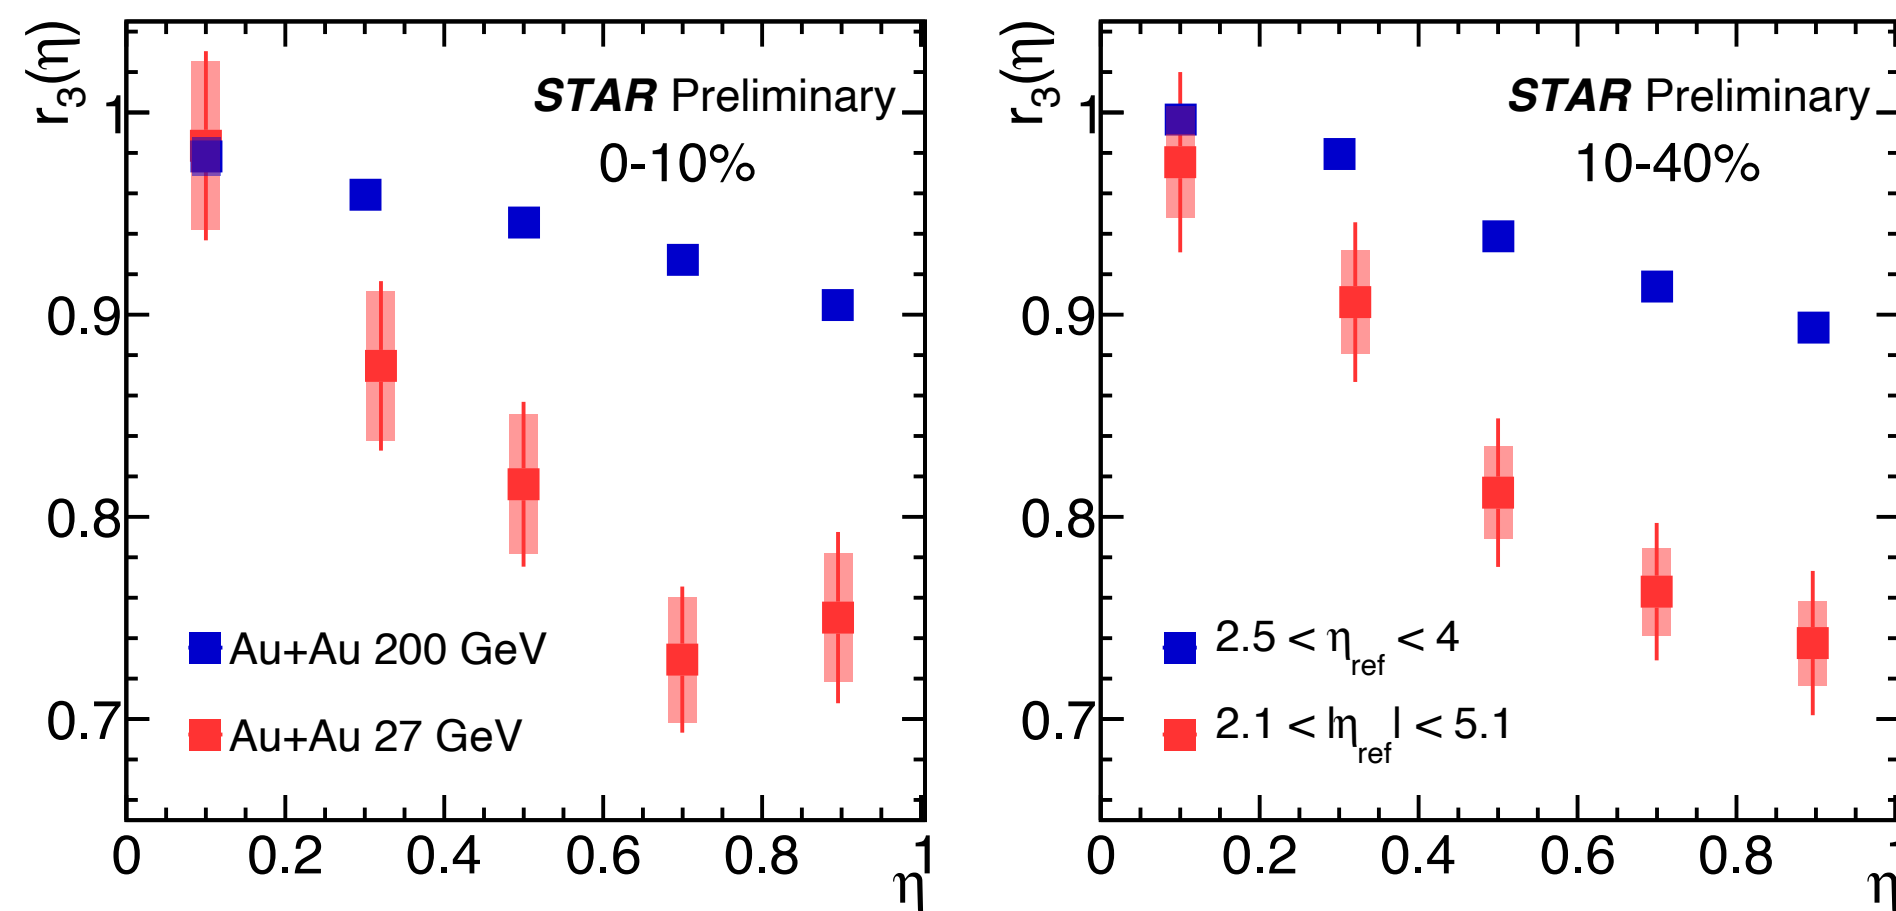 r3(η)
STAR Preliminary
0-10%
1
0.9
0.8
0.7
Au+Au 200 GeV
Au+Au 27 GeV
0 0.2 0.4 0.6 0.8 1
η
r3(η)
STAR Preliminary
10-40%
1
0.9
0.8
0.7
2.5 < ηref < 4
2.1 < |ηref| < 5.1
0 0.2 0.4 0.6 0.8 1
η